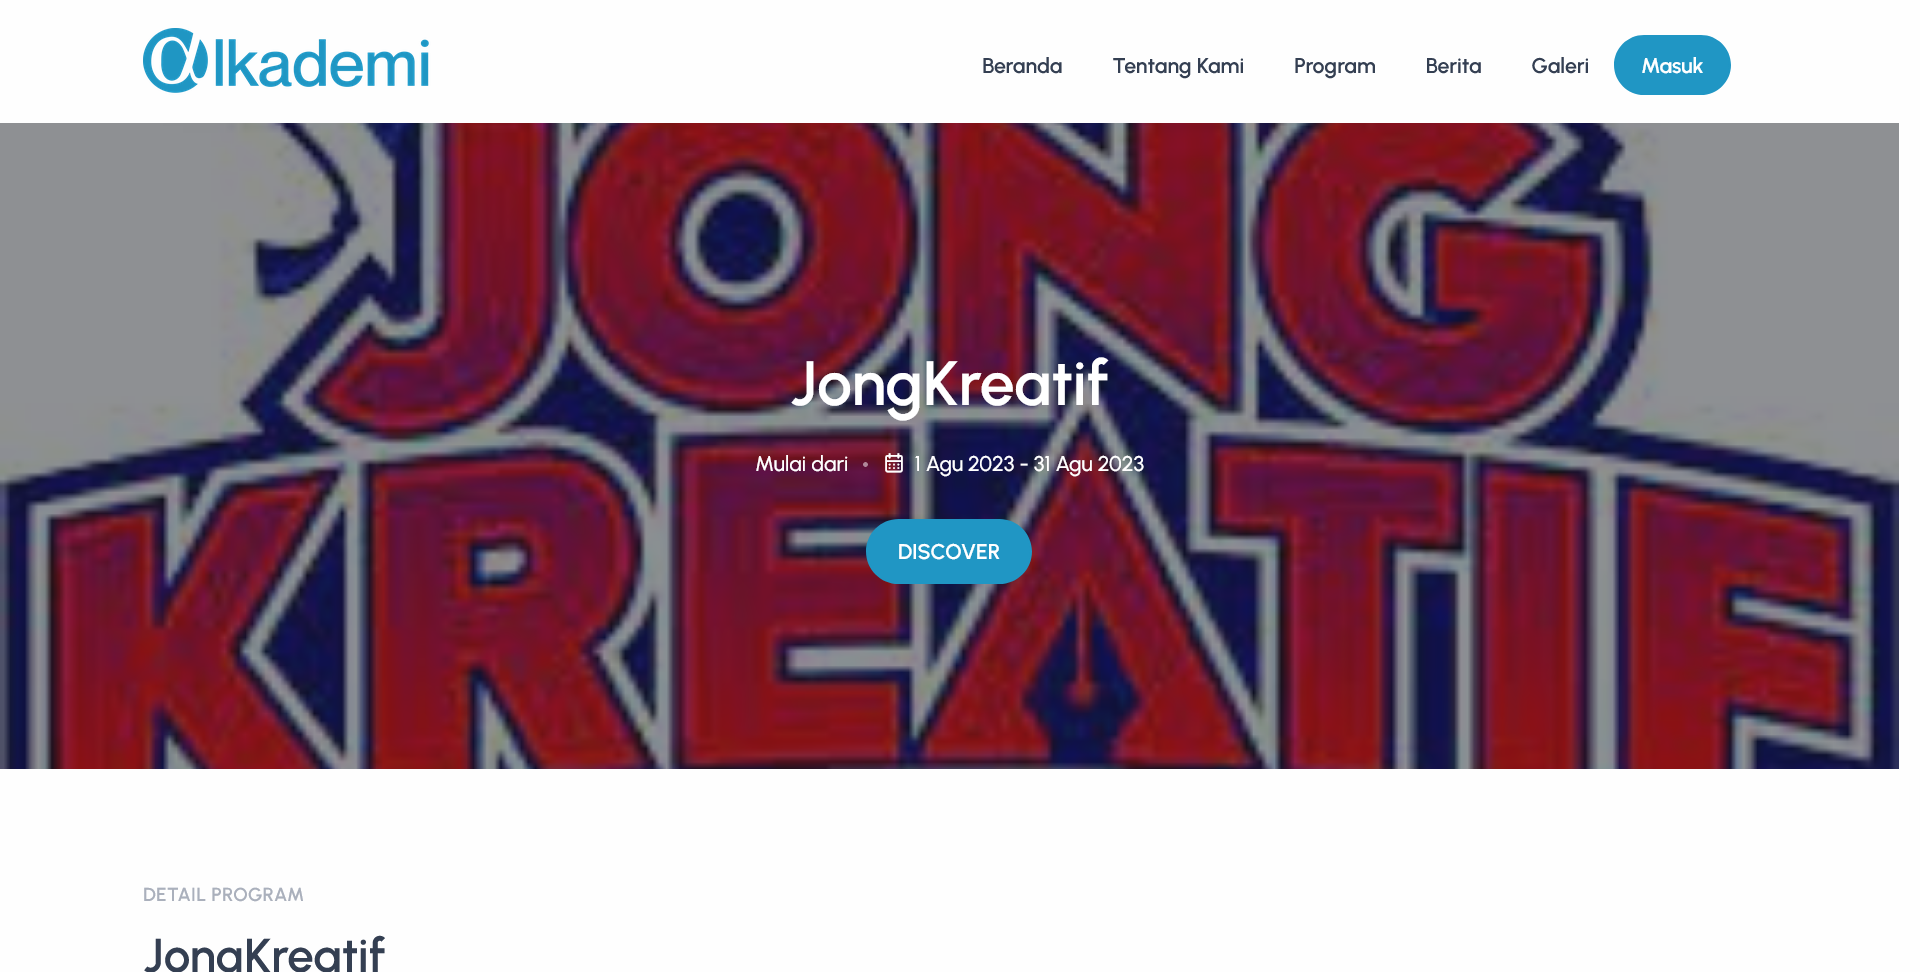 @lkademi
Beranda
Tentang Kami
Program
Berita
Galeri
Masuk
JONG
KREATIF
JongKreatif
Mulai dari • 1 Agu 2023 - 31 Agu 2023
DISCOVER
DETAIL PROGRAM
JongKreatif